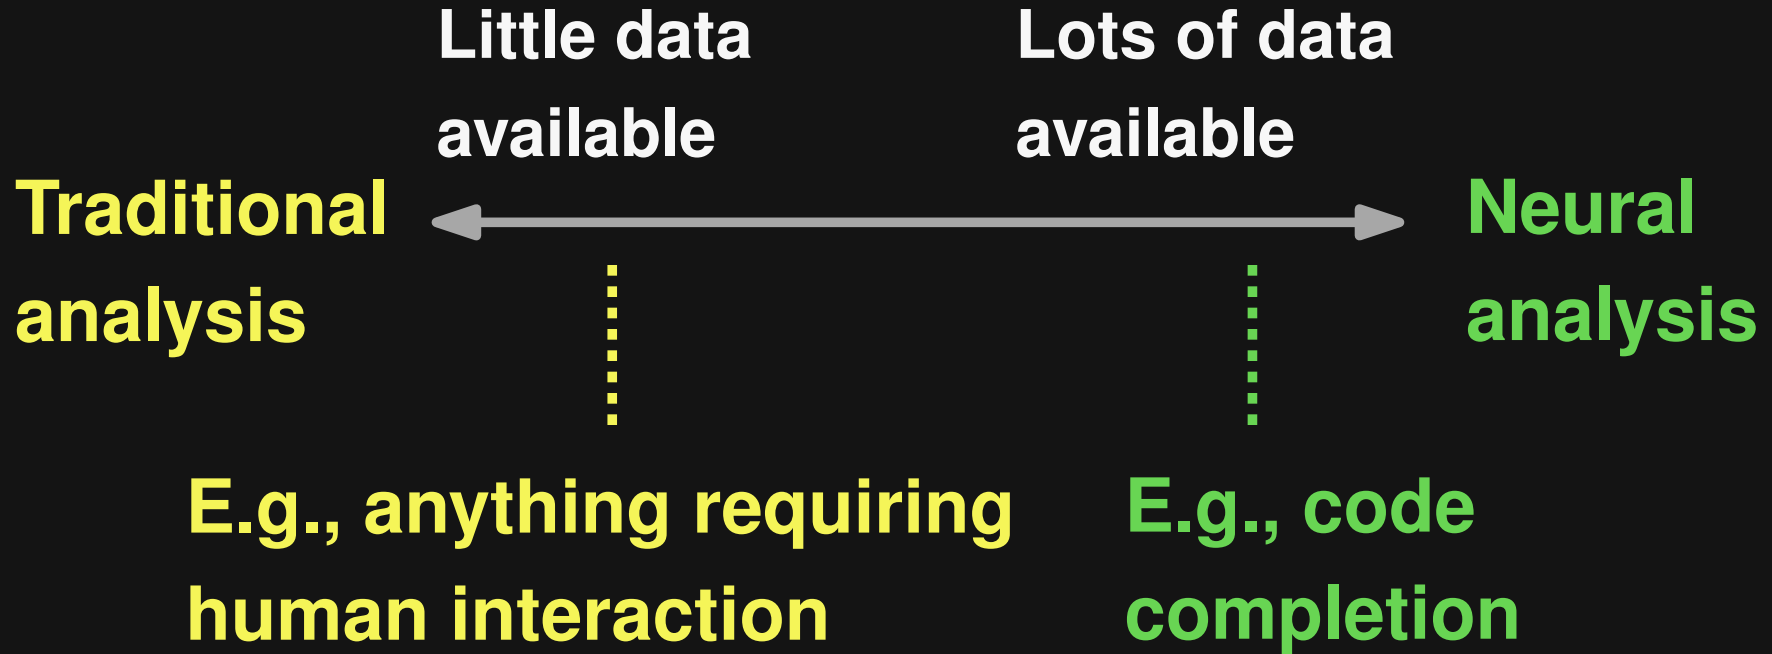 Little data
available
Lots of data
available
Traditional
analysis
Neural
analysis
E.g., anything requiring
human interaction
E.g., code
completion